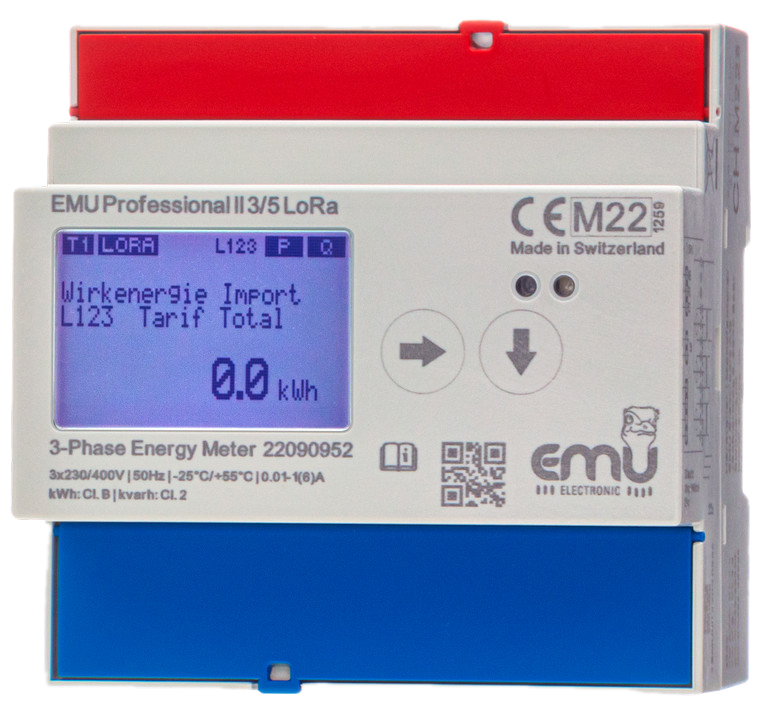 EMU Professional II 3/5 LoRa
CE M22 1259
Made in Switzerland
T1 LORA L123 P Q
Wirkenergie Import
L123 Tarif Total
0.0 kWh
3-Phase Energy Meter 22090952
3x230/400V | 50Hz | -25°C/+55°C | 0.01-1(6)A
kWh: Cl. B | kvarh: Cl. 2
i
emu
ELECTRONIC